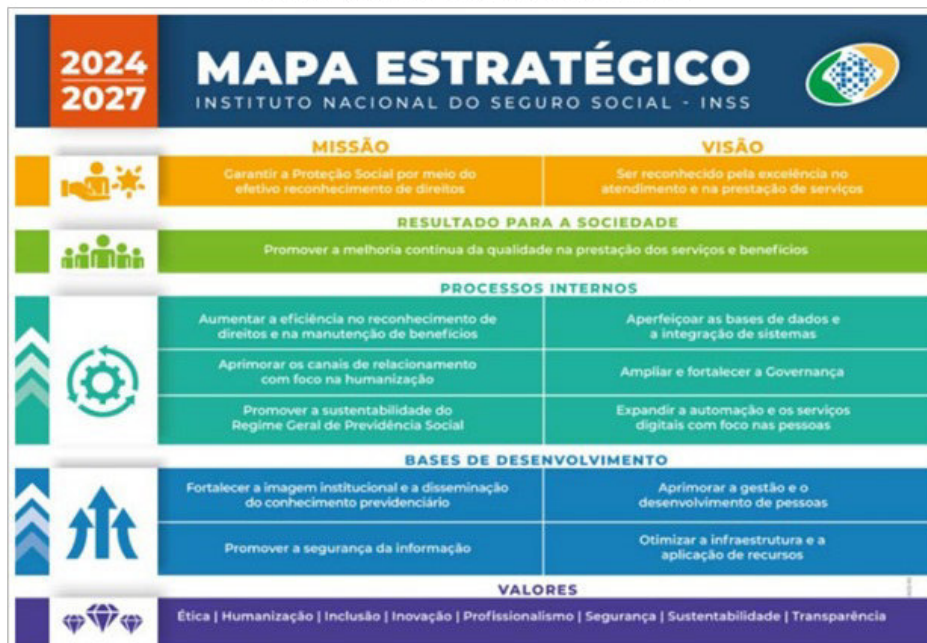 2024
2027
MAPA ESTRATÉGICO
INSTITUTO NACIONAL DO SEGURO SOCIAL - INSS
MISSÃO
Garantir a Proteção Social por meio do
efetivo reconhecimento de direitos
VISÃO
Ser reconhecido pela excelência no
atendimento e na prestação de serviços
RESULTADO PARA A SOCIEDADE
Promover a melhoria contínua da qualidade na prestação dos serviços e benefícios
PROCESSOS INTERNOS
Aumentar a eficiência no reconhecimento de
direitos e na manutenção de benefícios
Aperfeiçoar as bases de dados e
a integração de sistemas
Aprimorar os canais de relacionamento
com foco na humanização
Ampliar e fortalecer a Governança
Promover a sustentabilidade do
Regime Geral de Previdência Social
Expandir a automação e os serviços
digitais com foco nas pessoas
BASES DE DESENVOLVIMENTO
Fortalecer a imagem institucional e a disseminação
do conhecimento previdenciário
Aprimorar a gestão e o
desenvolvimento de pessoas
Promover a segurança da informação
Otimizar a infraestrutura e a
aplicação de recursos
VALORES
Ética | Humanização | Inclusão | Inovação | Profissionalismo | Segurança | Sustentabilidade | Transparência